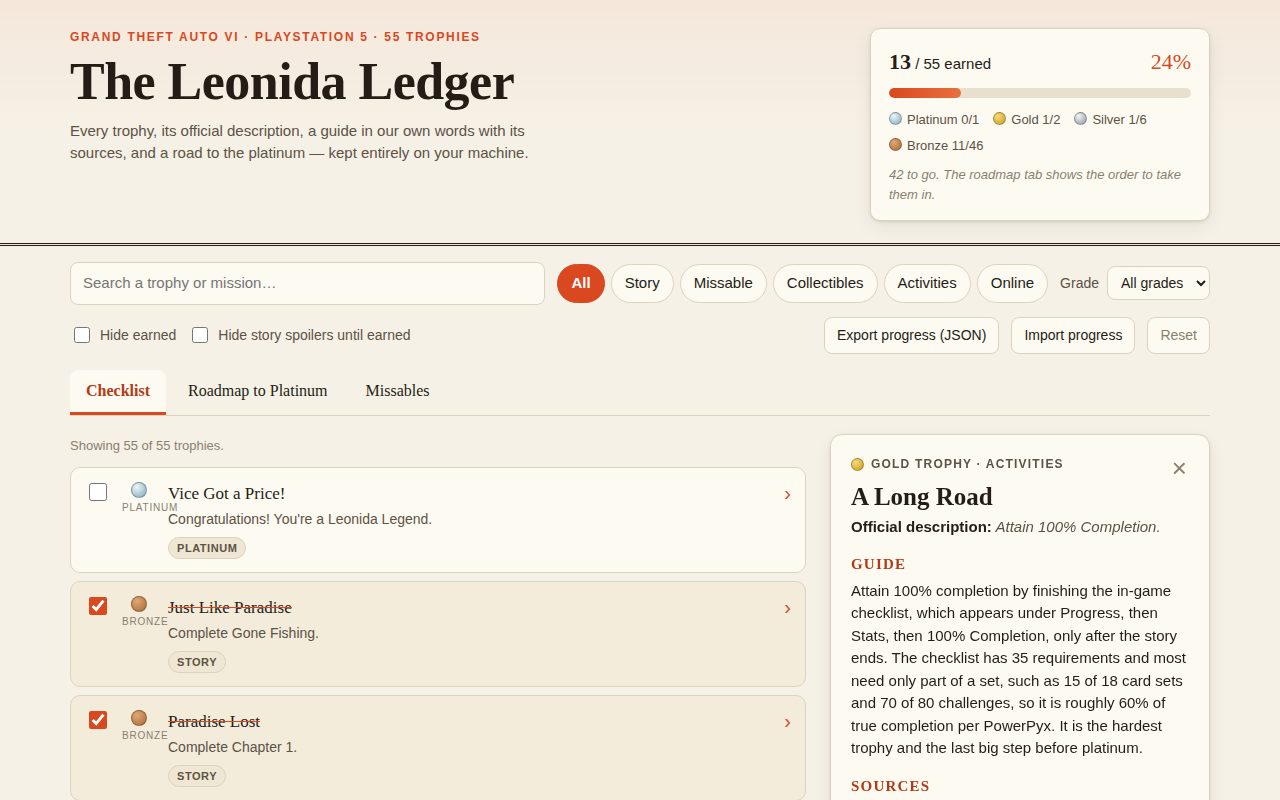 GRAND THEFT AUTO VI · PLAYSTATION 5 · 55 TROPHIES
The Leonida Ledger
Every trophy, its official description, a guide in our own words with its
sources, and a road to the platinum — kept entirely on your machine.
13 / 55 earned
24%
Platinum 0/1
Gold 1/2
Silver 1/6
Bronze 11/46
42 to go. The roadmap tab shows the order to take
them in.
Search a trophy or mission…
All
Story
Missable
Collectibles
Activities
Online
Grade
All grades
Hide earned
Hide story spoilers until earned
Export progress (JSON)
Import progress
Reset
Checklist
Roadmap to Platinum
Missables
Showing 55 of 55 trophies.
PLATINUM
Vice Got a Price!
Congratulations! You're a Leonida Legend.
PLATINUM
BRONZE
Just Like Paradise
Complete Gone Fishing.
STORY
BRONZE
Paradise Lost
Complete Chapter 1.
STORY
GOLD TROPHY · ACTIVITIES
A Long Road
Official description: Attain 100% Completion.
GUIDE
Attain 100% completion by finishing the in-game
checklist, which appears under Progress, then
Stats, then 100% Completion, only after the story
ends. The checklist has 35 requirements and most
need only part of a set, such as 15 of 18 card sets
and 70 of 80 challenges, so it is roughly 60% of
true completion per PowerPyx. It is the hardest
trophy and the last big step before platinum.
SOURCES